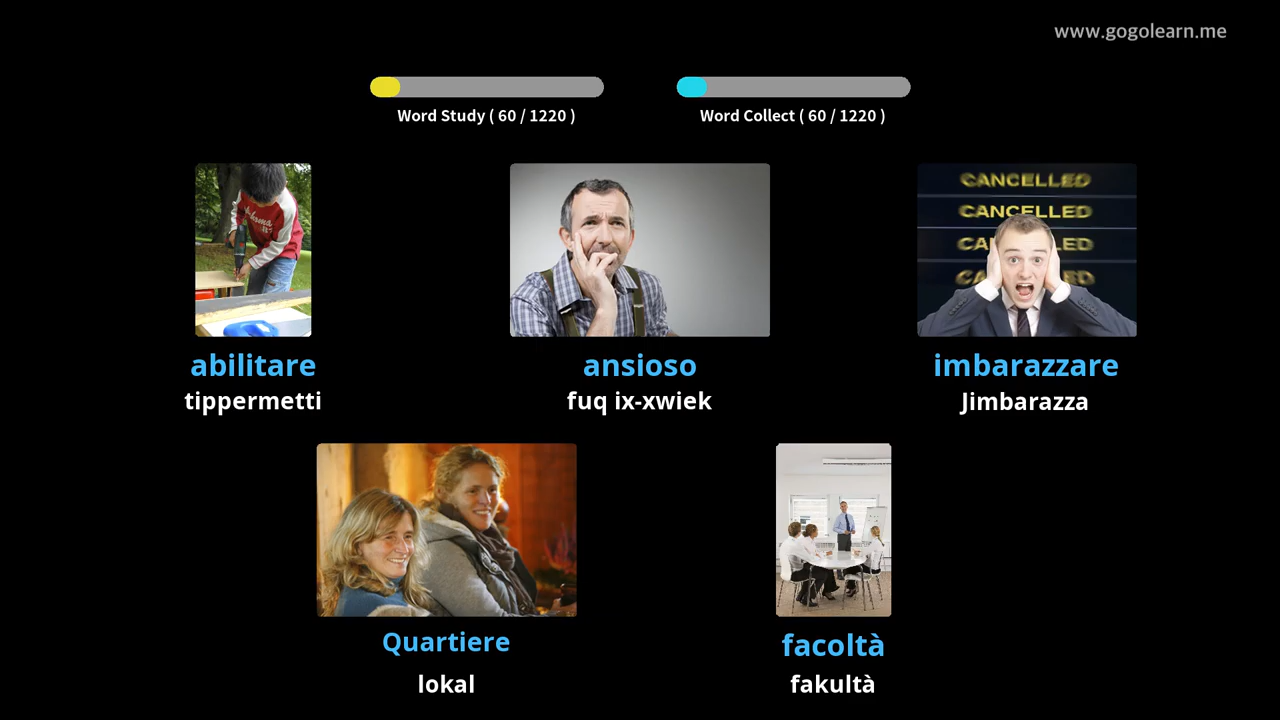 www.gogolearn.me
Word Study ( 60 / 1220 )
Word Collect ( 60 / 1220 )
CANCELLED
CANCELLED
abilitare
ansioso
imbarazzare
tippermetti
fuq ix-xwiek
Jimbarazza
Quartiere
facoltà
lokal
fakultà